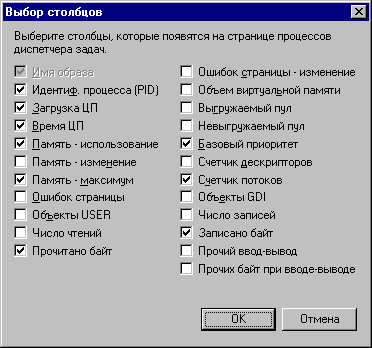 Выбор столбцов
Выберите столбцы, которые появятся на странице процессов
диспетчера задач.
Имя образа
Идентиф. процесса (PID)
Загрузка ЦП
Время ЦП
Память - использование
Память - изменение
Память - максимум
Ошибок страницы
Объекты USER
Число чтений
Прочитано байт
Ошибок страницы - изменение
Объем виртуальной памяти
Выгружаемый пул
Невыгружаемый пул
Базовый приоритет
Счетчик дескрипторов
Счетчик потоков
Объекты GDI
Число записей
Записано байт
Прочий ввод-вывод
Прочих байт при вводе-выводе
OK
Отмена